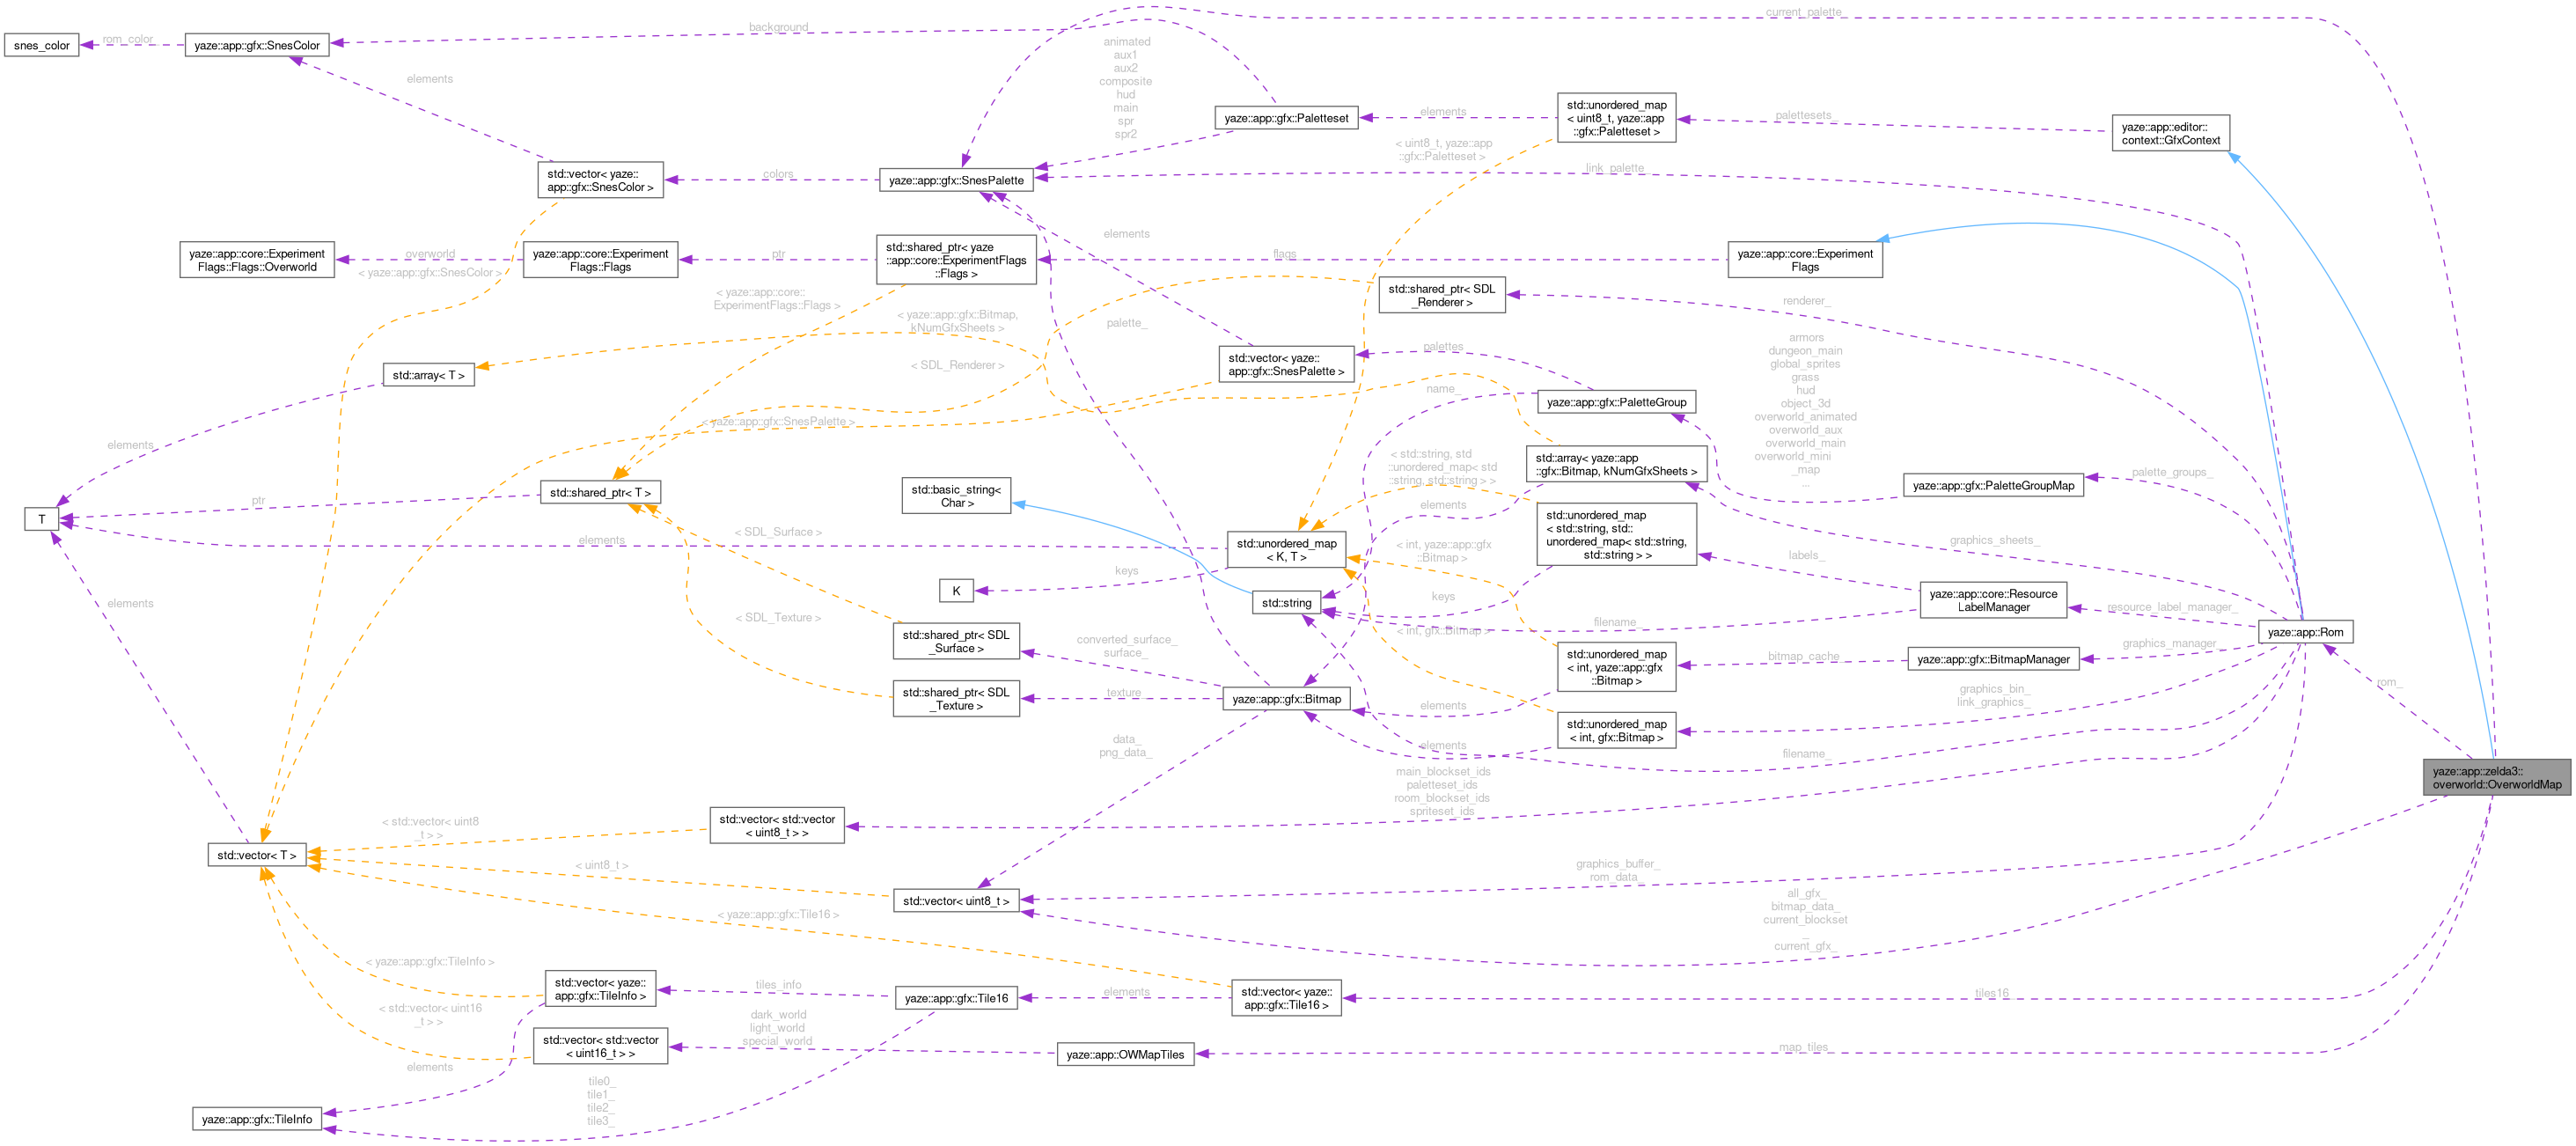 current_palette_
snes_color
rom_color
yaze::app::gfx::SnesColor
background_
elements
animated
aux1
aux2
composite
hud
main
spr
spr2
yaze::app::gfx::Paletteset
elements
std::unordered_map
< uint8_t, yaze::app
::gfx::Paletteset >
palettesets_
yaze::app::editor::
context::GfxContext
< uint8_t, yaze::app
::gfx::Paletteset >
std::vector< yaze::
app::gfx::SnesColor >
colors
yaze::app::gfx::SnesPalette
link_palette_
elements
yaze::app::core::Experiment
Flags::Flags::Overworld
overworld
yaze::app::core::Experiment
Flags::Flags
ptr
std::shared_ptr< yaze
::app::core::ExperimentFlags
::Flags >
flags_
yaze::app::core::Experiment
Flags
< yaze::app::gfx::SnesColor >
< yaze::app::core::
ExperimentFlags::Flags >
std::shared_ptr< SDL
_Renderer >
renderer_
< yaze::app::gfx::Bitmap,
kNumGfxSheets >
palette_
armors
dungeon_main
global_sprites
grass
hud
object_3d
overworld_animated
overworld_aux
overworld_main
overworld_mini
_map
...
std::array< T >
< SDL_Renderer >
std::vector< yaze::
app::gfx::SnesPalette >
palettes
name_
yaze::app::gfx::PaletteGroup
< yaze::app::gfx::SnesPalette >
elements
std::array< yaze::app
::gfx::Bitmap, kNumGfxSheets >
palette_groups_
yaze::app::gfx::PaletteGroupMap
< std::string, std
::unordered_map< std
::string, std::string > >
std::shared_ptr< T >
ptr
T
std::basic_string<
Char >
elements
std::unordered_map
< std::string, std::
unordered_map< std::string,
std::string > >
elements
< SDL_Surface >
std::unordered_map
< K, T >
< int, yaze::app::gfx
::Bitmap >
graphics_sheets_
labels_
keys
K
std::string
keys
yaze::app::core::Resource
LabelManager
resource_label_manager_
elements
< SDL_Texture >
filename_
< int, gfx::Bitmap >
yaze::app::Rom
std::shared_ptr< SDL
_Surface >
converted_surface_
surface_
std::unordered_map
< int, yaze::app::gfx
::Bitmap >
bitmap_cache_
yaze::app::gfx::BitmapManager
graphics_manager_
rom_
std::shared_ptr< SDL
_Texture >
texture_
yaze::app::gfx::Bitmap
elements
graphics_bin_
link_graphics_
std::unordered_map
< int, gfx::Bitmap >
data_
png_data_
elements
filename_
yaze::app::zelda3::
overworld::OverworldMap
main_blockset_ids
paletteset_ids
room_blockset_ids
spriteset_ids
std::vector< std::vector
< uint8_t > >
< std::vector< uint8
_t > >
std::vector< T >
< uint8_t >
graphics_buffer_
rom_data_
std::vector< uint8_t >
all_gfx_
bitmap_data_
current_blockset
_
current_gfx_
< yaze::app::gfx::Tile16 >
< yaze::app::gfx::TileInfo >
std::vector< yaze::
app::gfx::TileInfo >
tiles_info
yaze::app::gfx::Tile16
elements
std::vector< yaze::
app::gfx::Tile16 >
tiles16_
< std::vector< uint16
_t > >
std::vector< std::vector
< uint16_t > >
dark_world
light_world
special_world
yaze::app::OWMapTiles
map_tiles_
elements
tile0_
tile1_
tile2_
tile3_
yaze::app::gfx::TileInfo